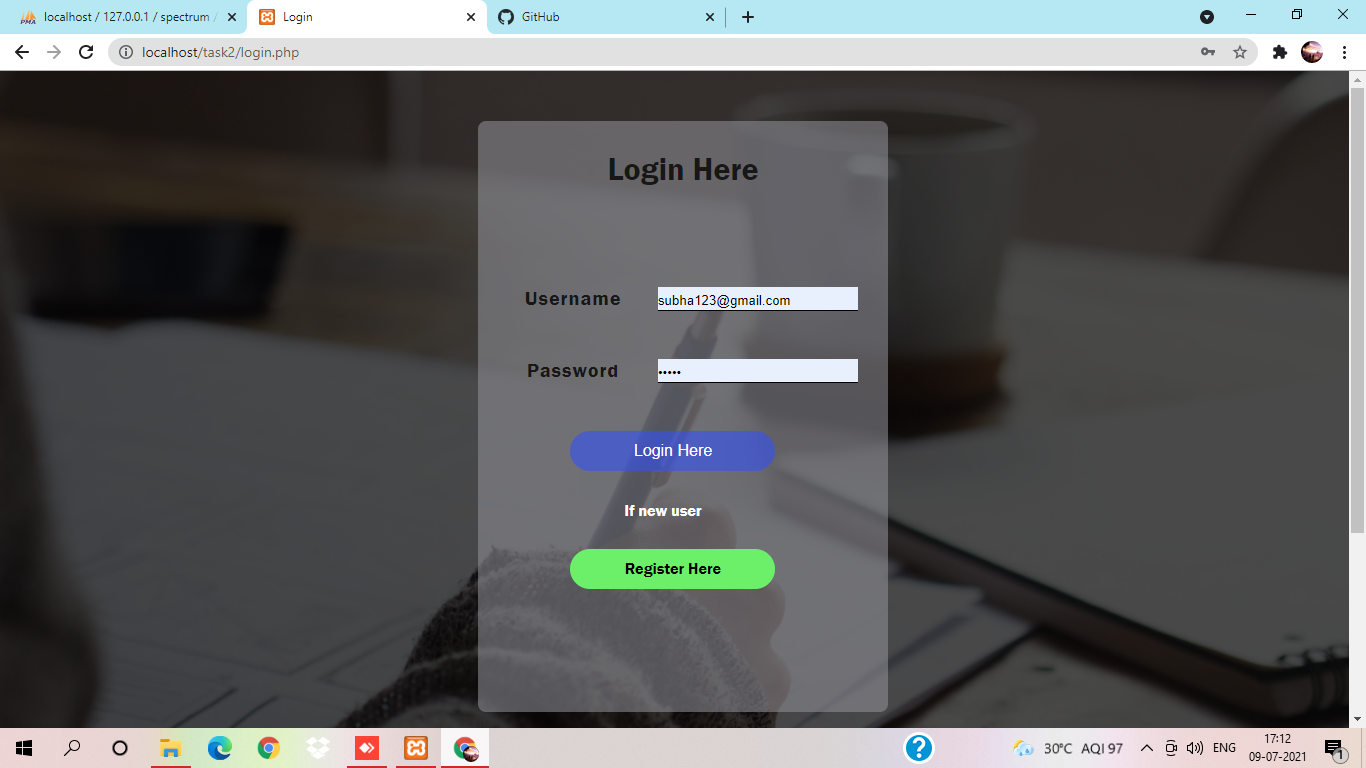 localhost / 127.0.0.1 / spectrum /
Login
GitHub
localhost/task2/login.php
Login Here
Username
subha123@gmail.com
Password
Login Here
If new user
Register Here
30°C AQI 97
ENG
17:12
09-07-2021
1